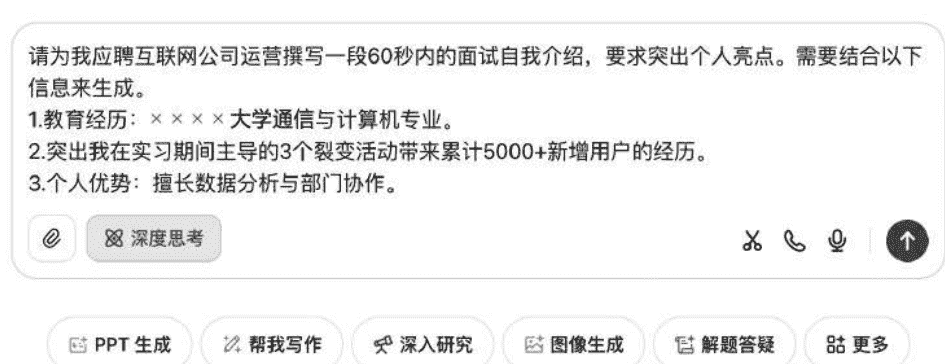 请为我应聘互联网公司运营撰写一段60秒内的面试自我介绍，要求突出个人亮点。需要结合以下
信息来生成。
1.教育经历：××××大学通信与计算机专业。
2.突出我在实习期间主导的3个裂变活动带来累计5000+新增用户的经历。
3.个人优势：擅长数据分析与部门协作。
深度思考
PPT 生成 帮我写作 深入研究 图像生成 解题答疑 更多